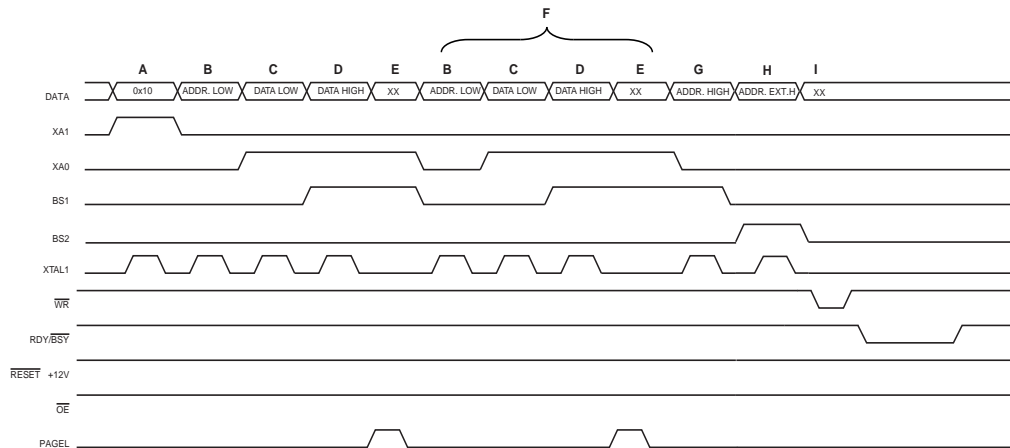 F
A B C D E B C D E G H I
DATA 0x10 ADDR. LOW DATA LOW DATA HIGH XX ADDR. LOW DATA LOW DATA HIGH XX ADDR. HIGH ADDR. EXT.H XX
XA1
XA0
BS1
BS2
XTAL1
WR
RDY/BSY
RESET +12V
OE
PAGEL